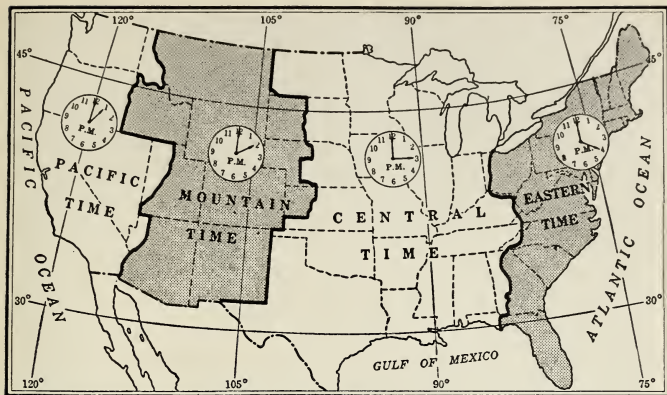 120° 105° 90° 75°
45° 45°
P.M. P.M. P.M. P.M.
PACIFIC
OCEAN
PACIFIC
TIME
MOUNTAIN
TIME
CENTRAL
TIME
EASTERN
TIME
ATLANTIC OCEAN
30° 30°
GULF OF MEXICO
120° 105° 90° 75°